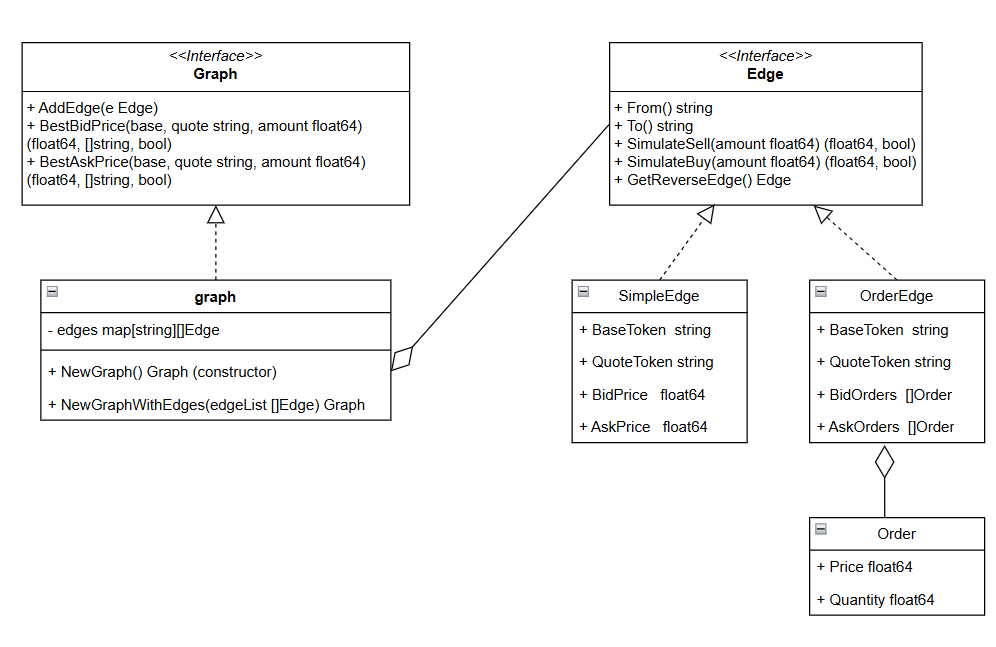 <<Interface>>
Graph
+ AddEdge(e Edge)
+ BestBidPrice(base, quote string, amount float64)
(float64, []string, bool)
+ BestAskPrice(base, quote string, amount float64)
(float64, []string, bool)
<<Interface>>
Edge
+ From() string
+ To() string
+ SimulateSell(amount float64) (float64, bool)
+ SimulateBuy(amount float64) (float64, bool)
+ GetReverseEdge() Edge
graph
- edges map[string][]Edge
+ NewGraph() Graph (constructor)
+ NewGraphWithEdges(edgeList []Edge) Graph
SimpleEdge
+ BaseToken string
+ QuoteToken string
+ BidPrice float64
+ AskPrice float64
OrderEdge
+ BaseToken string
+ QuoteToken string
+ BidOrders []Order
+ AskOrders []Order
Order
+ Price float64
+ Quantity float64